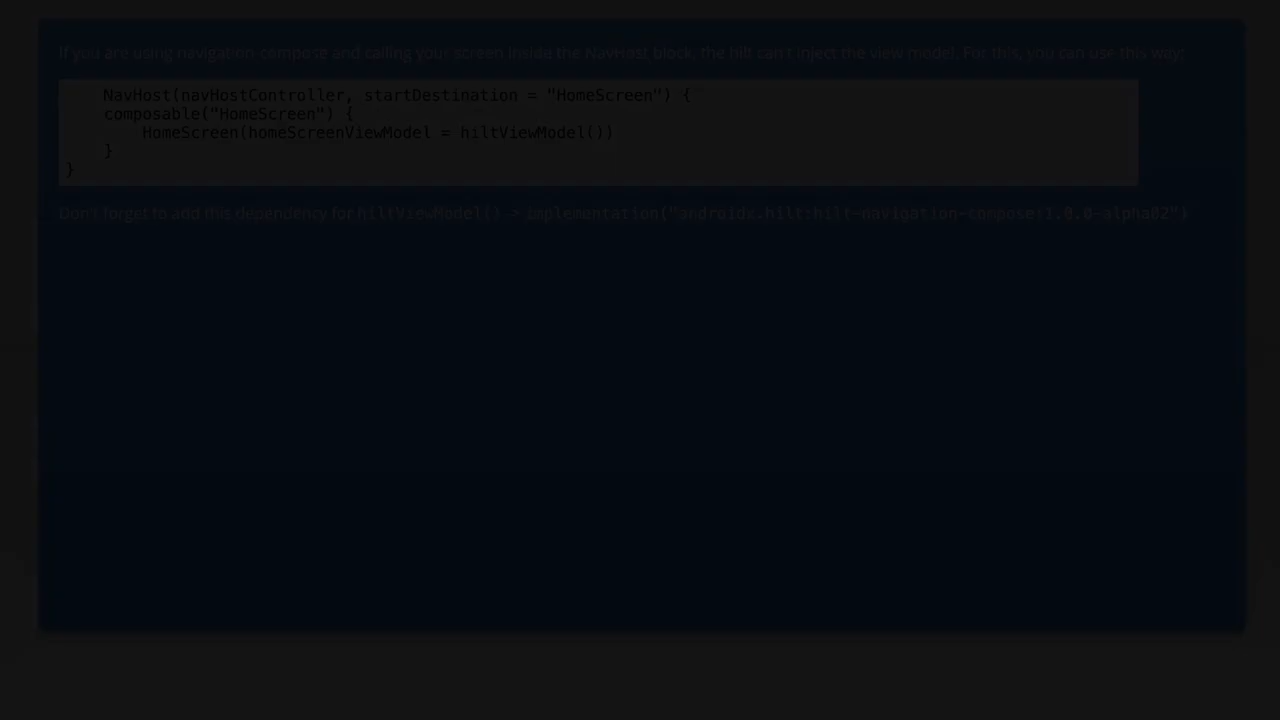 If you are using navigation-compose and calling your screen inside the NavHost block, the hilt can't inject the view model. For this, you can use this way:
NavHost(navHostController, startDestination = "HomeScreen") {
composable("HomeScreen") {
HomeScreen(homeScreenViewModel = hiltViewModel())
}
}
Don't forget to add this dependency for hiltViewModel() -> implementation("androidx.hilt:hilt-navigation-compose:1.0.0-alpha02")